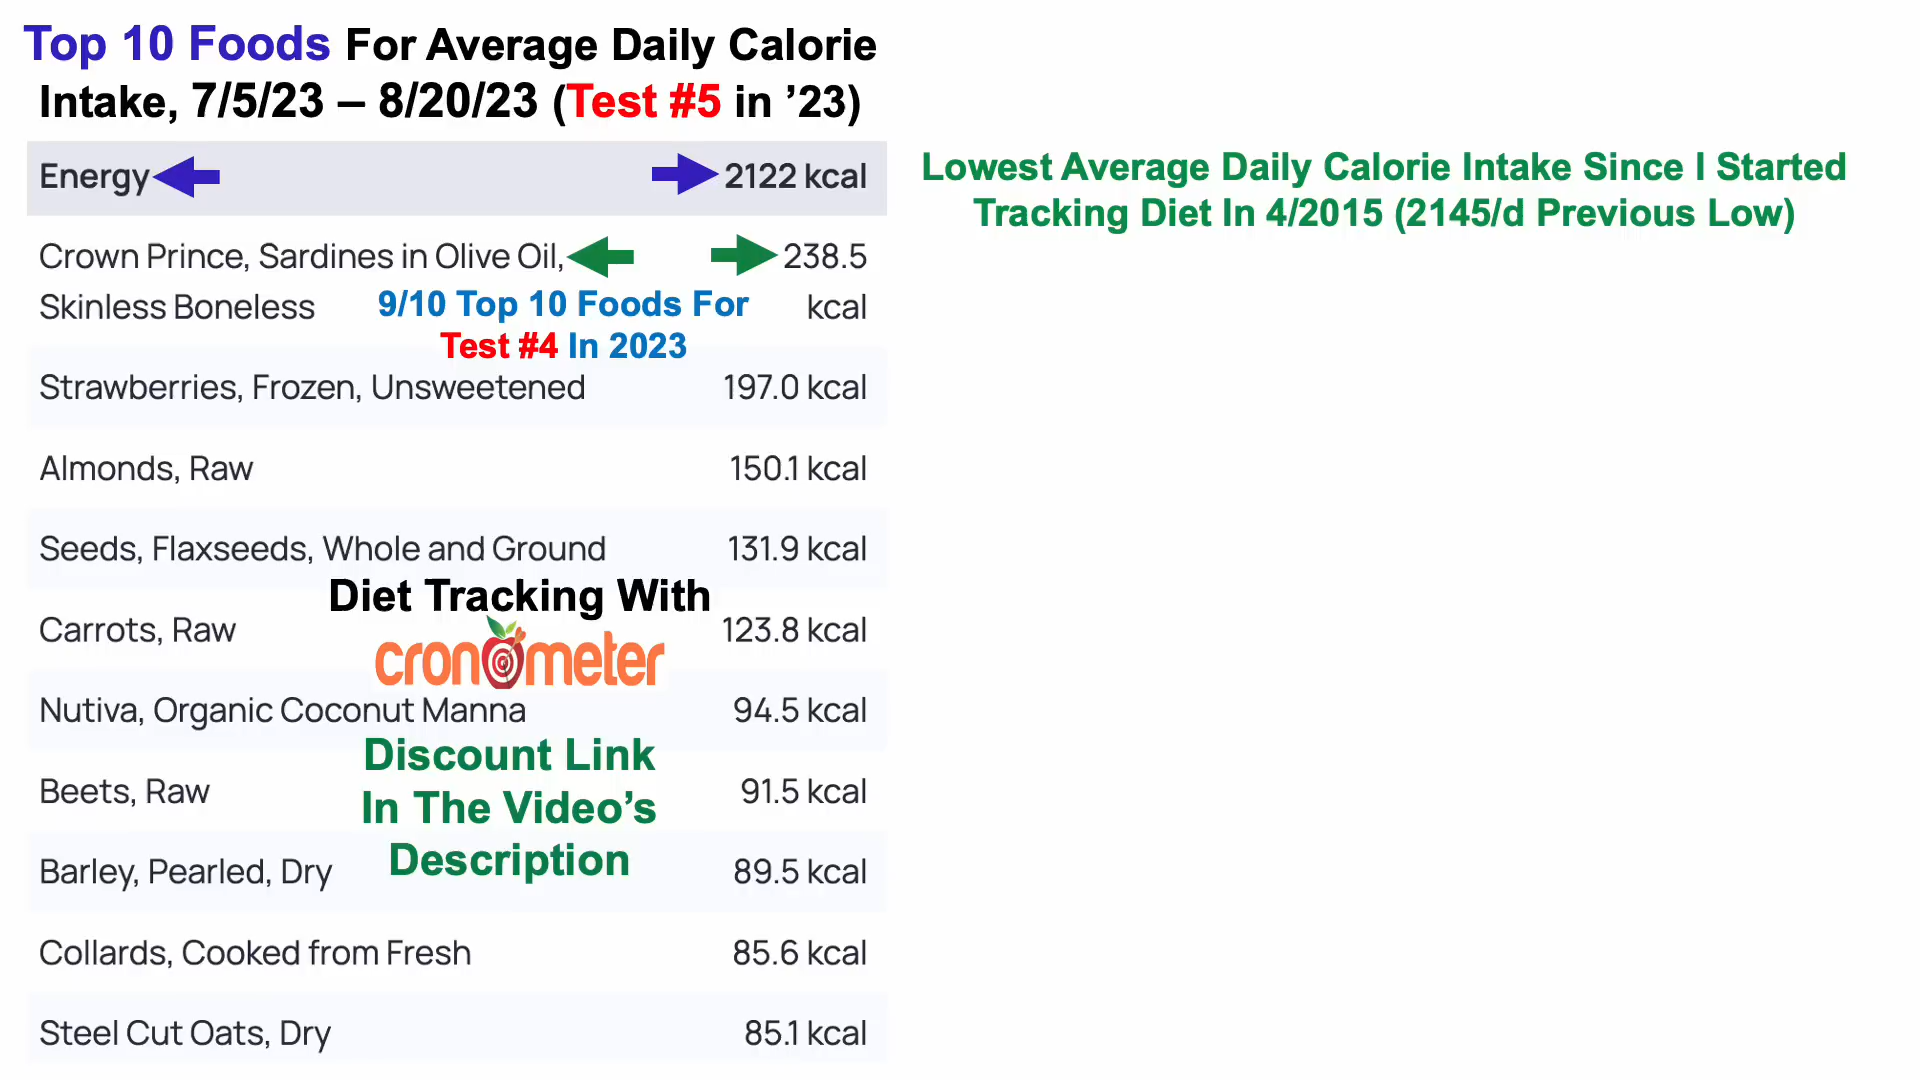 Top 10 Foods For Average Daily Calorie
Intake, 7/5/23 – 8/20/23 (Test #5 in ’23)
Energy 2122 kcal
Lowest Average Daily Calorie Intake Since I Started
Tracking Diet In 4/2015 (2145/d Previous Low)
Crown Prince, Sardines in Olive Oil, 238.5
Skinless Boneless kcal
9/10 Top 10 Foods For
Test #4 In 2023
Strawberries, Frozen, Unsweetened 197.0 kcal
Almonds, Raw 150.1 kcal
Seeds, Flaxseeds, Whole and Ground 131.9 kcal
Diet Tracking With
Carrots, Raw 123.8 kcal
cronometer
Nutiva, Organic Coconut Manna 94.5 kcal
Discount Link
In The Video’s
Description
Beets, Raw 91.5 kcal
Barley, Pearled, Dry 89.5 kcal
Collards, Cooked from Fresh 85.6 kcal
Steel Cut Oats, Dry 85.1 kcal